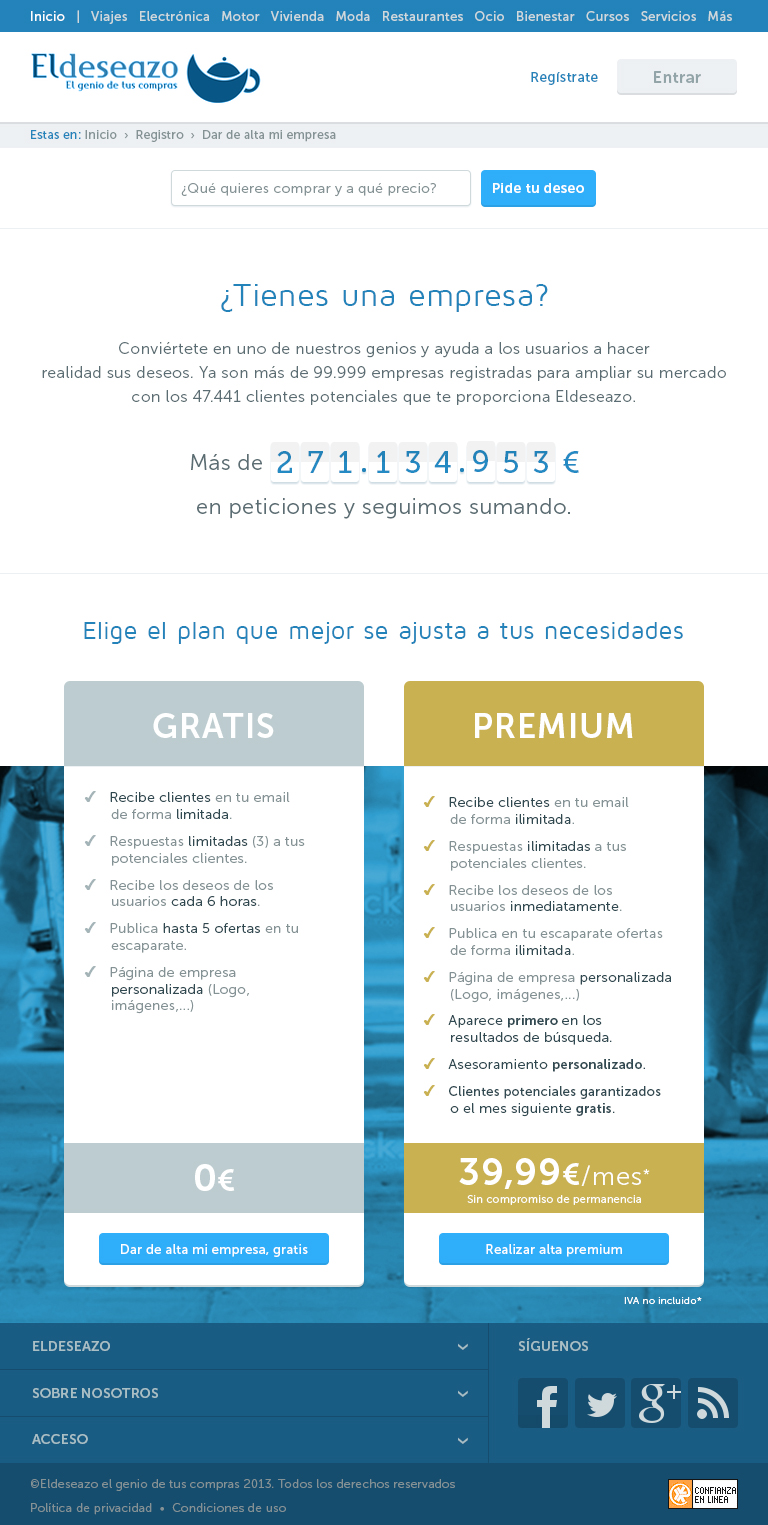 Inicio | Viajes Electrónica Motor Vivienda Moda Restaurantes Ocio Bienestar Cursos Servicios Más
Eldeseazo
El genio de tus compras
Regístrate
Entrar
Estas en: Inicio › Registro › Dar de alta mi empresa
¿Qué quieres comprar y a qué precio?
Pide tu deseo
¿Tienes una empresa?
Conviértete en uno de nuestros genios y ayuda a los usuarios a hacer
realidad sus deseos. Ya son más de 99.999 empresas registradas para ampliar su mercado
con los 47.441 clientes potenciales que te proporciona Eldeseazo.
Más de 271.134.953 €
en peticiones y seguimos sumando.
Elige el plan que mejor se ajusta a tus necesidades
GRATIS
Recibe clientes en tu email
de forma limitada.
Respuestas limitadas (3) a tus
potenciales clientes.
Recibe los deseos de los
usuarios cada 6 horas.
Publica hasta 5 ofertas en tu
escaparate.
Página de empresa
personalizada (Logo,
imágenes,...)
0€
Dar de alta mi empresa, gratis
PREMIUM
Recibe clientes en tu email
de forma ilimitada.
Respuestas ilimitadas a tus
potenciales clientes.
Recibe los deseos de los
usuarios inmediatamente.
Publica en tu escaparate ofertas
de forma ilimitada.
Página de empresa personalizada
(Logo, imágenes,...)
Aparece primero en los
resultados de búsqueda.
Asesoramiento personalizado.
Clientes potenciales garantizados
o el mes siguiente gratis.
39,99€/mes*
Sin compromiso de permanencia
Realizar alta premium
IVA no incluido*
ELDESEAZO
SOBRE NOSOTROS
ACCESO
SÍGUENOS
©Eldeseazo el genio de tus compras 2013. Todos los derechos reservados
Política de privacidad • Condiciones de uso
CONFIANZA
EN LINEA